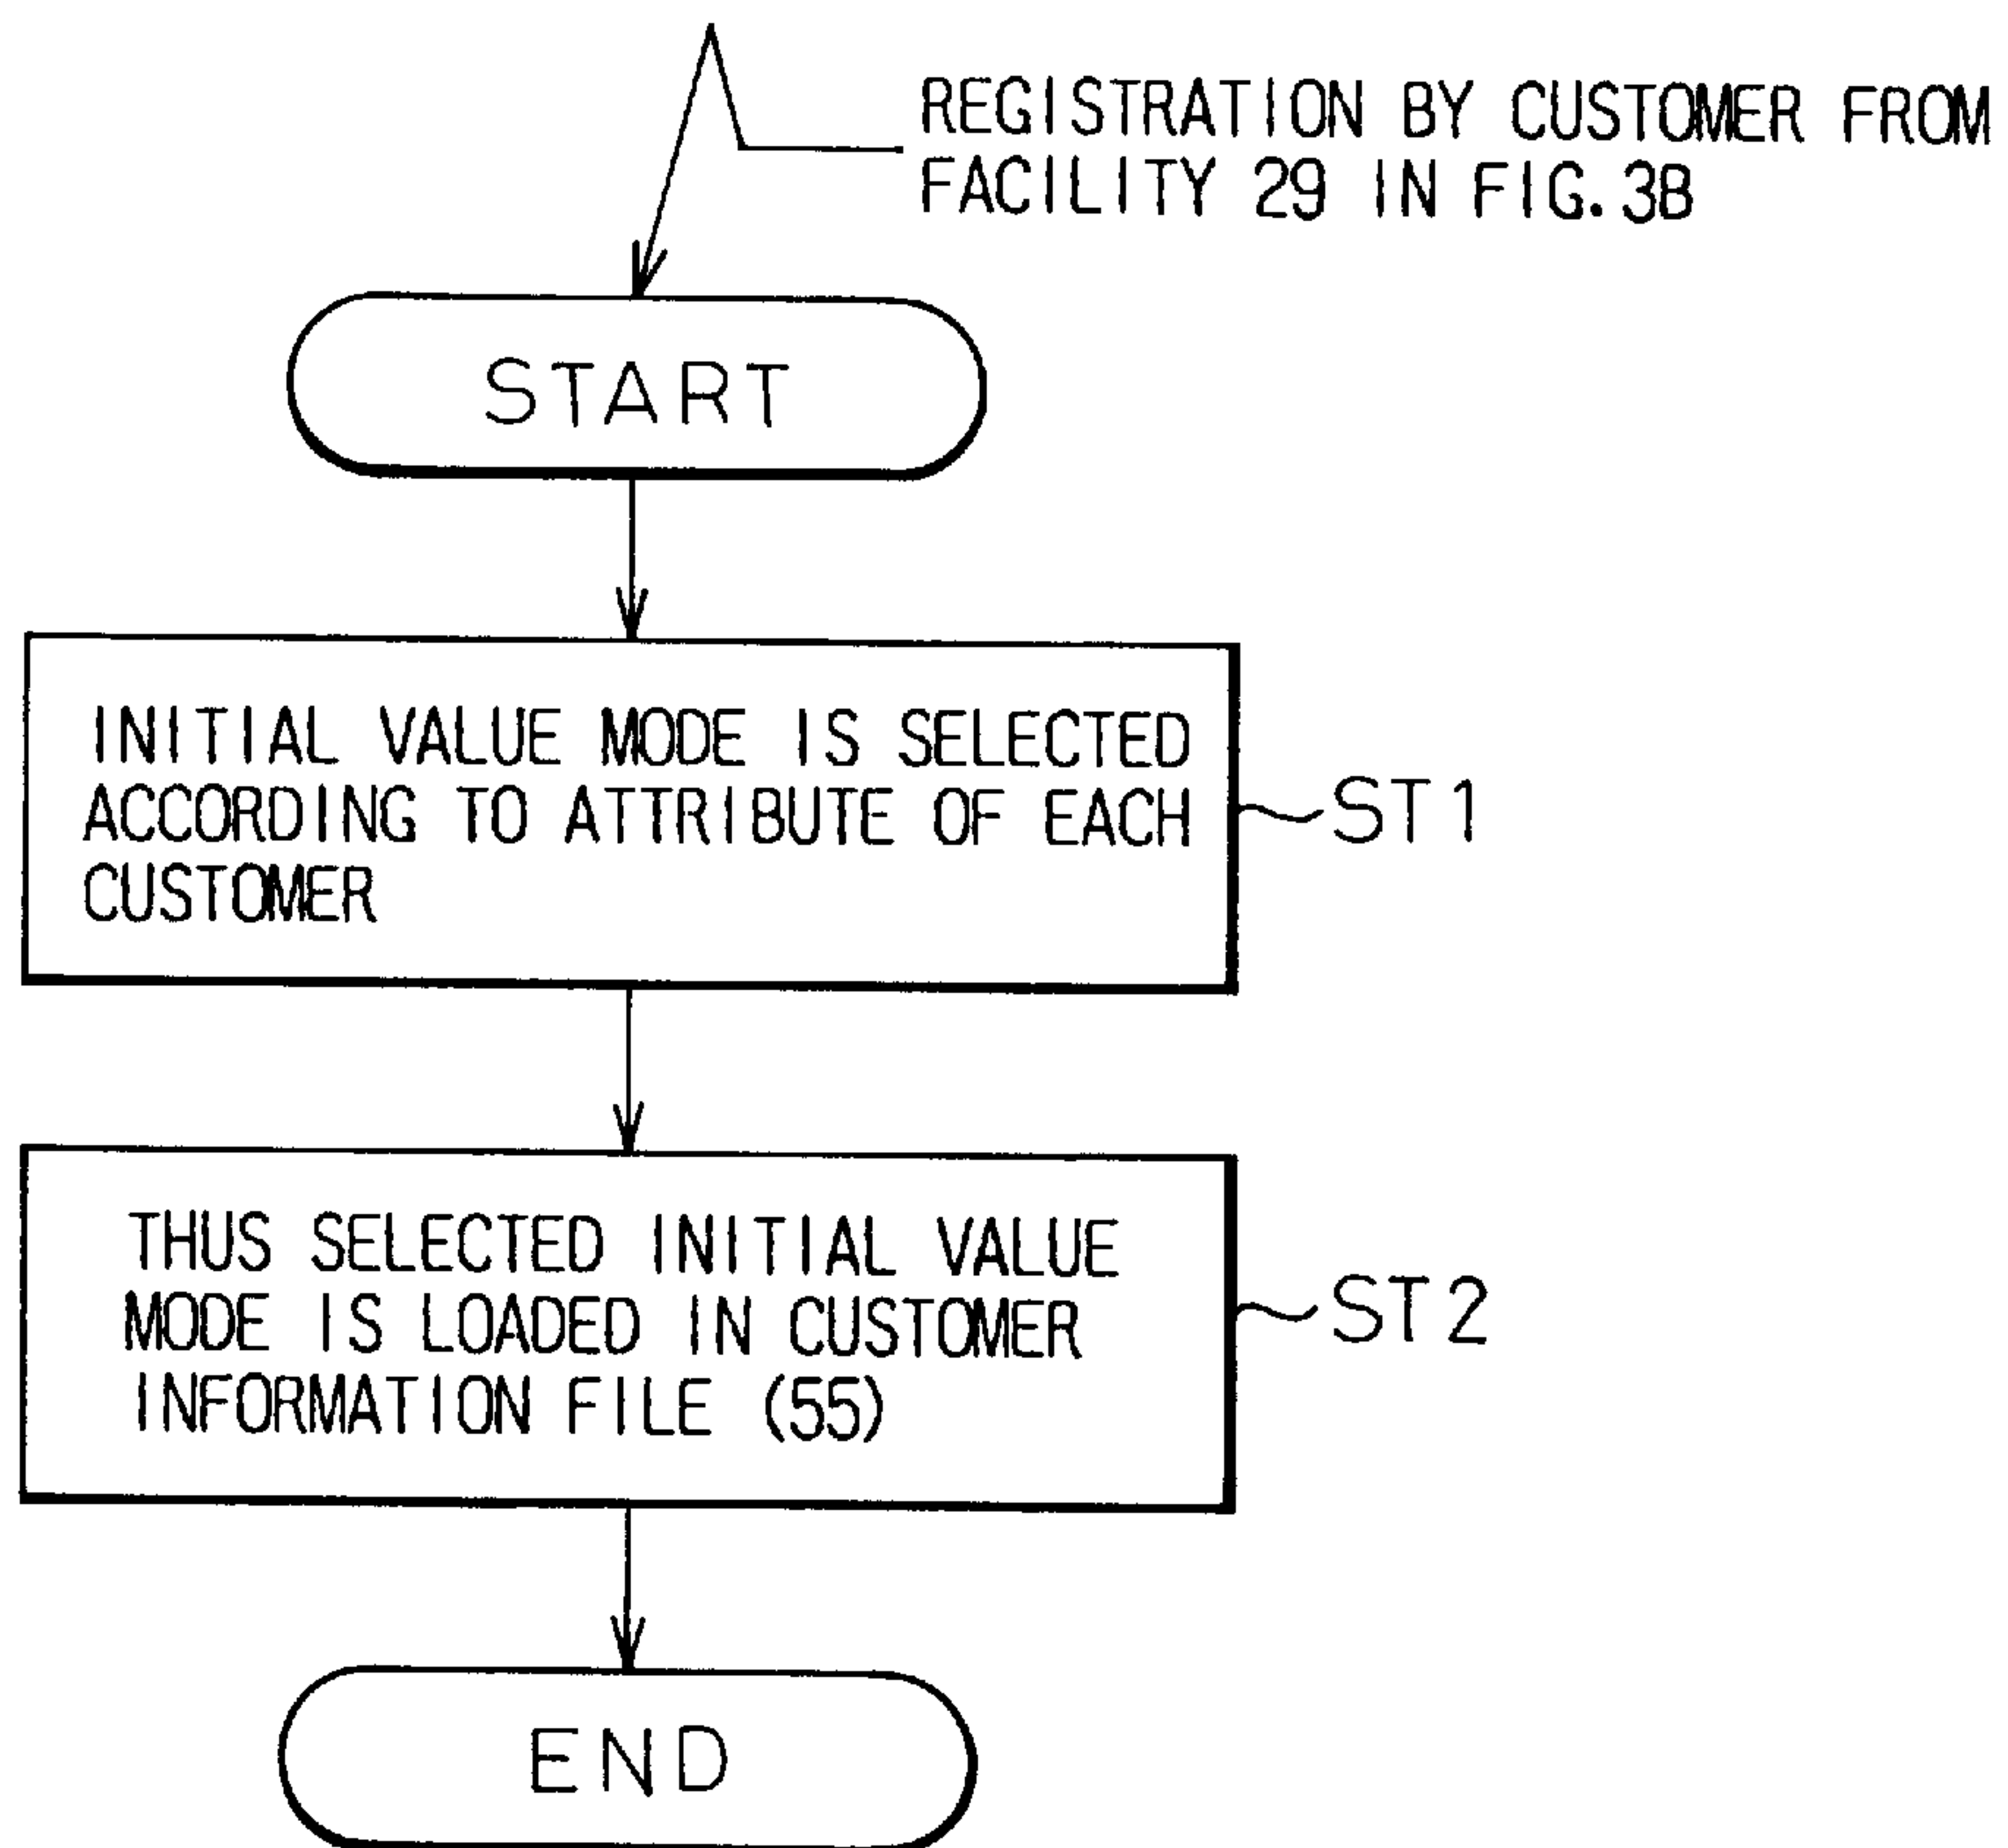 REGISTRATION BY CUSTOMER FROM
FACILITY 29 IN FIG. 3B
START
INITIAL VALUE MODE IS SELECTED
ACCORDING TO ATTRIBUTE OF EACH
CUSTOMER
ST1
THUS SELECTED INITIAL VALUE
MODE IS LOADED IN CUSTOMER
INFORMATION FILE (55)
ST2
END